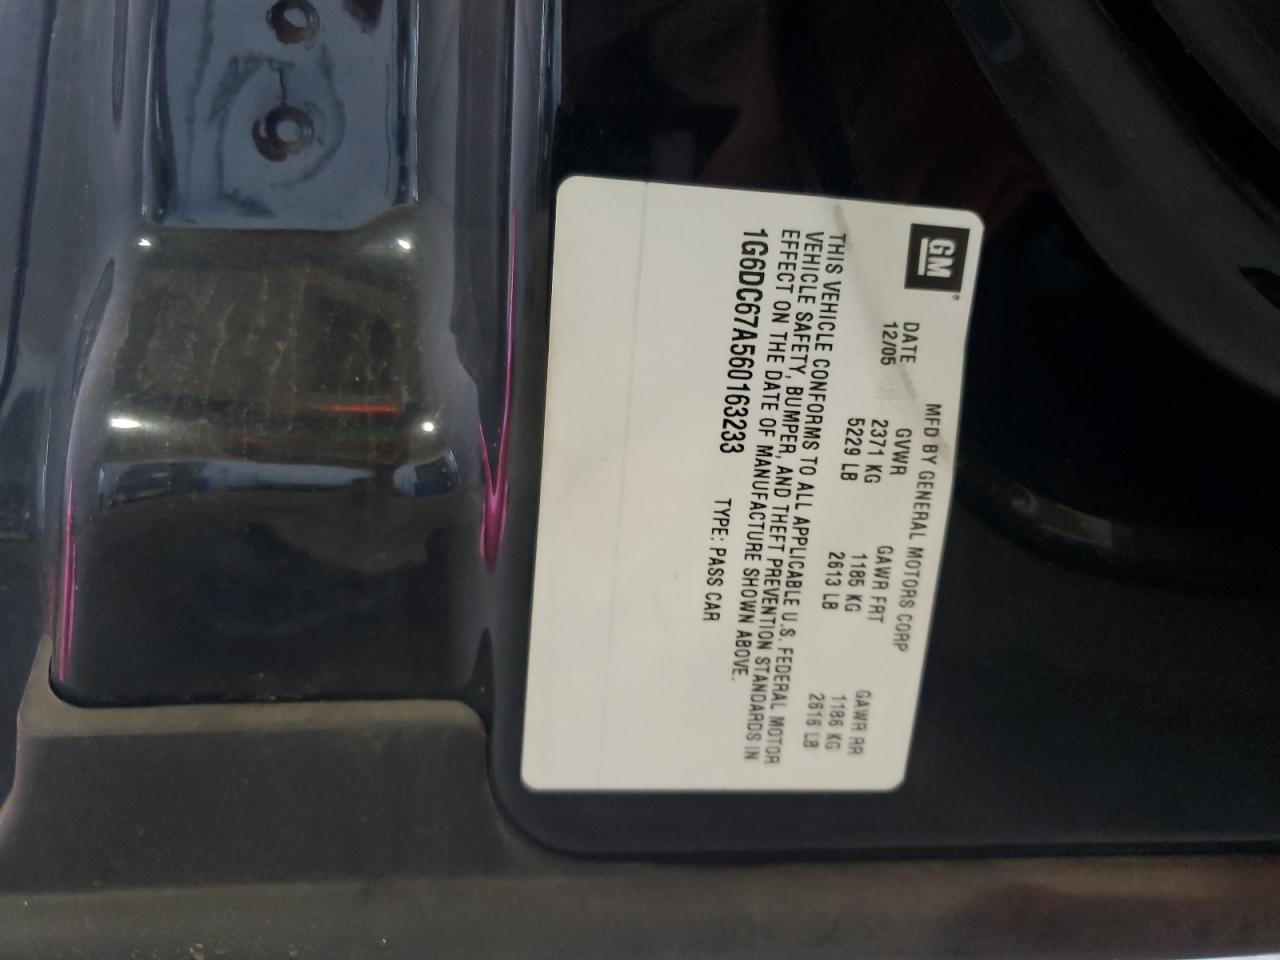 GM®
MFD BY GENERAL MOTORS CORP
DATE GVWR GAWR FRT GAWR RR
12/05 2371 KG 1185 KG 1186 KG
5229 LB 2613 LB 2616 LB
THIS VEHICLE CONFORMS TO ALL APPLICABLE U.S. FEDERAL MOTOR
VEHICLE SAFETY, BUMPER, AND THEFT PREVENTION STANDARDS IN
EFFECT ON THE DATE OF MANUFACTURE SHOWN ABOVE.
1G6DC67A560163233 TYPE: PASS CAR